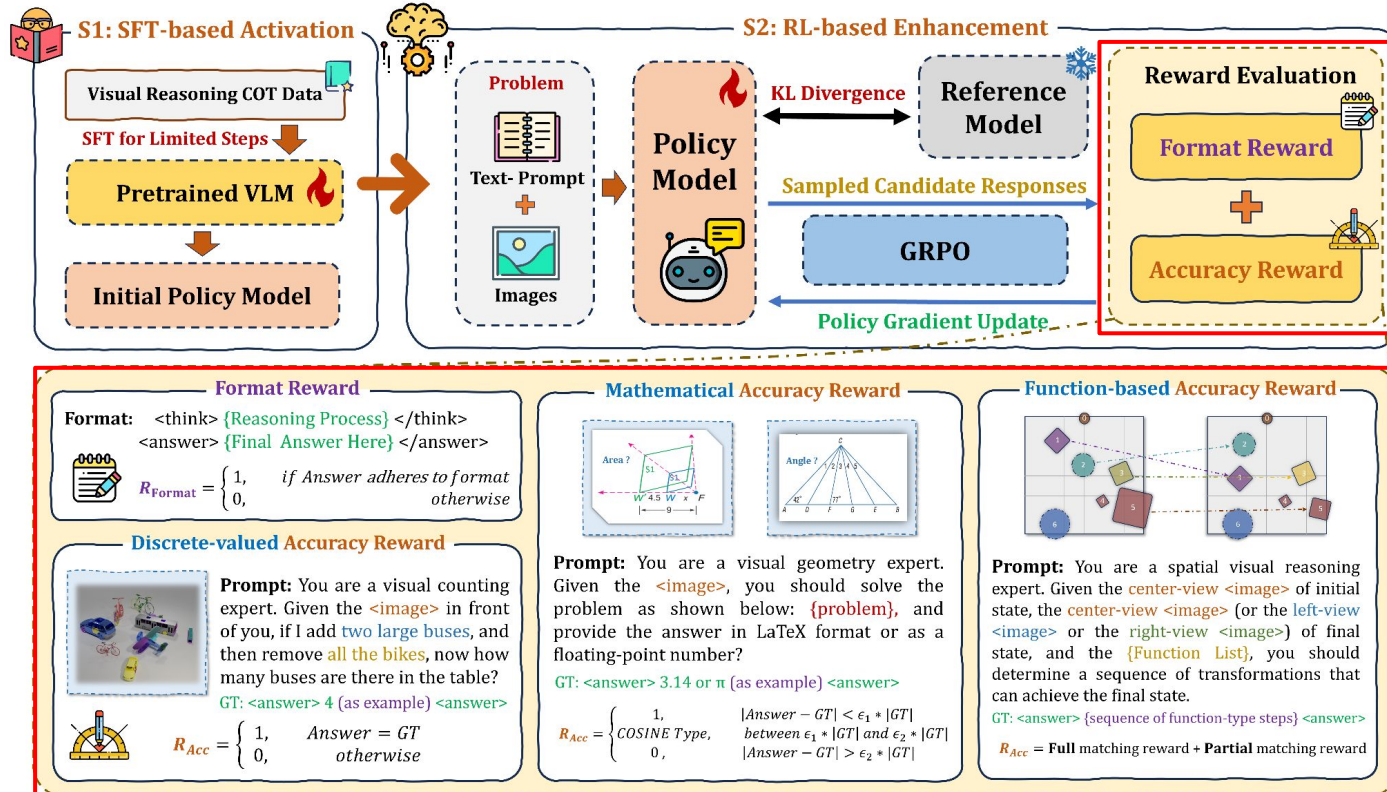 S1: SFT-based Activation
Visual Reasoning COT Data
SFT for Limited Steps
Pretrained VLM
Initial Policy Model
S2: RL-based Enhancement
Problem
Text- Prompt
+
Images
Policy
Model
KL Divergence
Reference
Model
Sampled Candidate Responses
GRPO
Policy Gradient Update
Reward Evaluation
Format Reward
+
Accuracy Reward
Format Reward
Format: <think> {Reasoning Process} </think>
<answer> {Final Answer Here} </answer>
R_Format = { 1, if Answer adheres to format
0, otherwise
Discrete-valued Accuracy Reward
Prompt: You are a visual counting
expert. Given the <image> in front
of you, if I add two large buses, and
then remove all the bikes, now how
many buses are there in the table?
GT: <answer> 4 (as example) <answer>
R_Acc = { 1, Answer = GT
0, otherwise
Mathematical Accuracy Reward
Area ?
S1
W' 4.5 W x F
9
Angle ?
C
1 2 3 4 5
42° 77°
A D F G E B
Prompt: You are a visual geometry expert.
Given the <image>, you should solve the
problem as shown below: {problem}, and
provide the answer in LaTeX format or as a
floating-point number?
GT: <answer> 3.14 or π (as example) <answer>
R_Acc = { 1, |Answer − GT| < ϵ₁ * |GT|
COSINE Type, between ϵ₁ * |GT| and ϵ₂ * |GT|
0, |Answer − GT| > ϵ₂ * |GT|
Function-based Accuracy Reward
0 0
1 2
2 1
4 5 4 5
6 6
Prompt: You are a spatial visual reasoning
expert. Given the center-view <image> of initial
state, the center-view <image> (or the left-view
<image> or the right-view <image>) of final
state, and the {Function List}, you should
determine a sequence of transformations that
can achieve the final state.
GT: <answer> {sequence of function-type steps} <answer>
R_Acc = Full matching reward + Partial matching reward